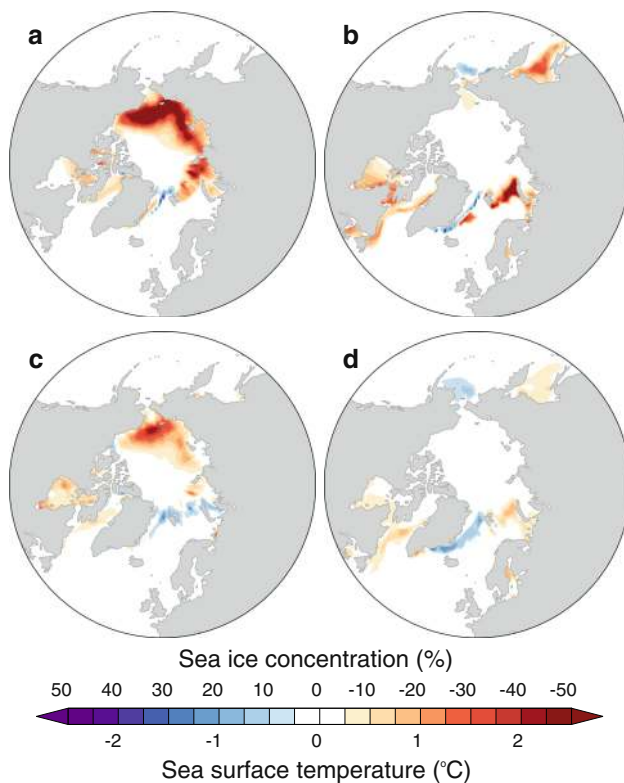 a
b
c
d
Sea ice concentration (%)
50 40 30 20 10 0 -10 -20 -30 -40 -50
-2 -1 0 1 2
Sea surface temperature (°C)